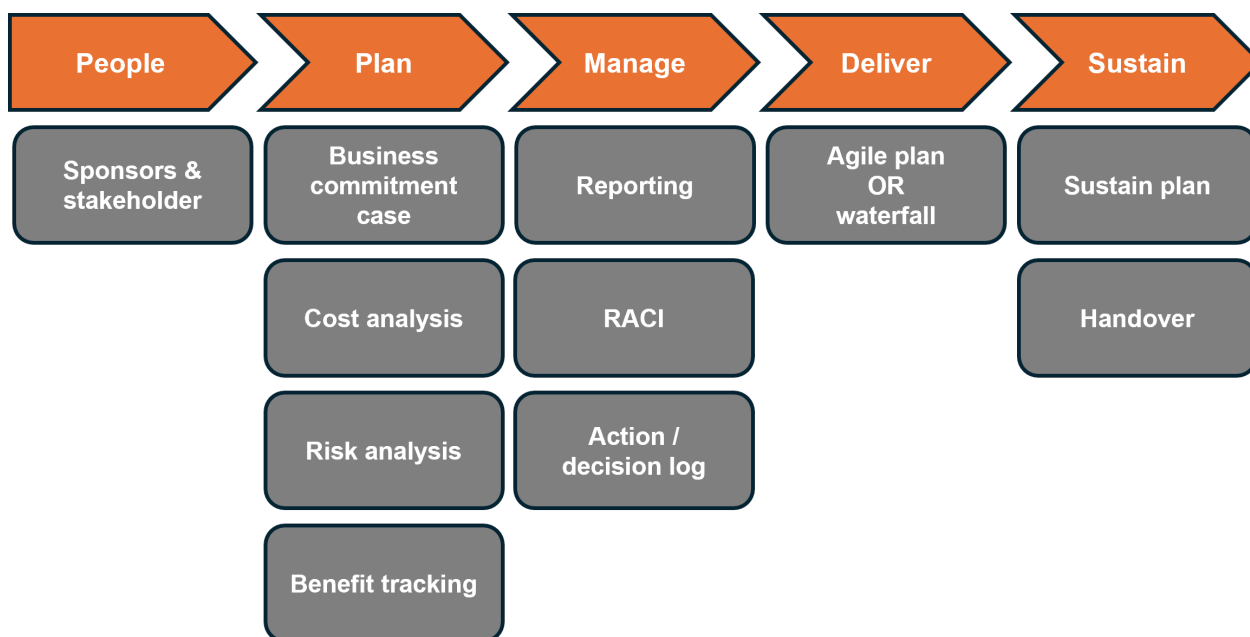 People
Plan
Manage
Deliver
Sustain
Sponsors &
stakeholder
Business
commitment
case
Reporting
Agile plan
OR
waterfall
Sustain plan
Cost analysis
RACI
Handover
Risk analysis
Action /
decision log
Benefit tracking